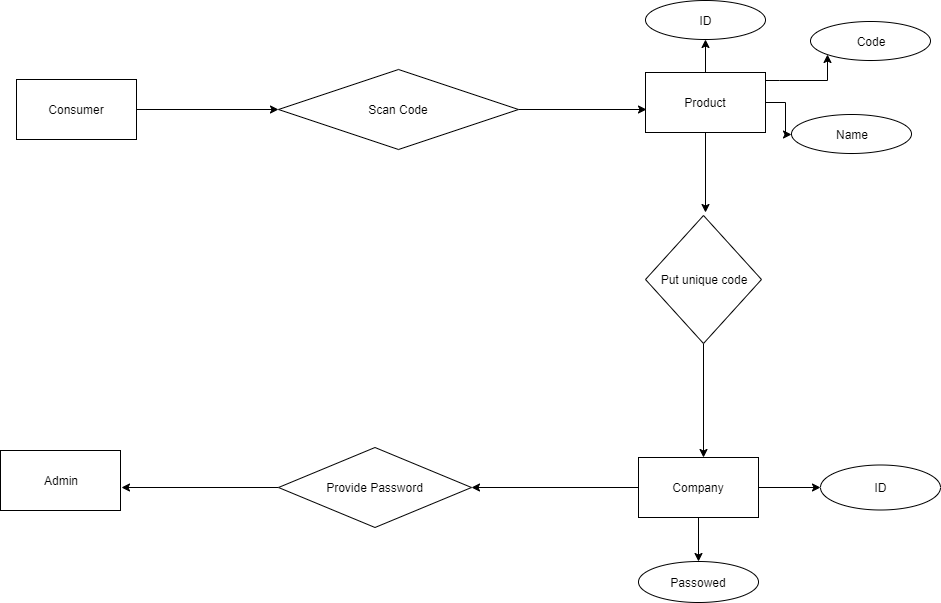 ID
Code
Consumer
Scan Code
Product
Name
Put unique code
Admin
Provide Password
Company
ID
Passowed